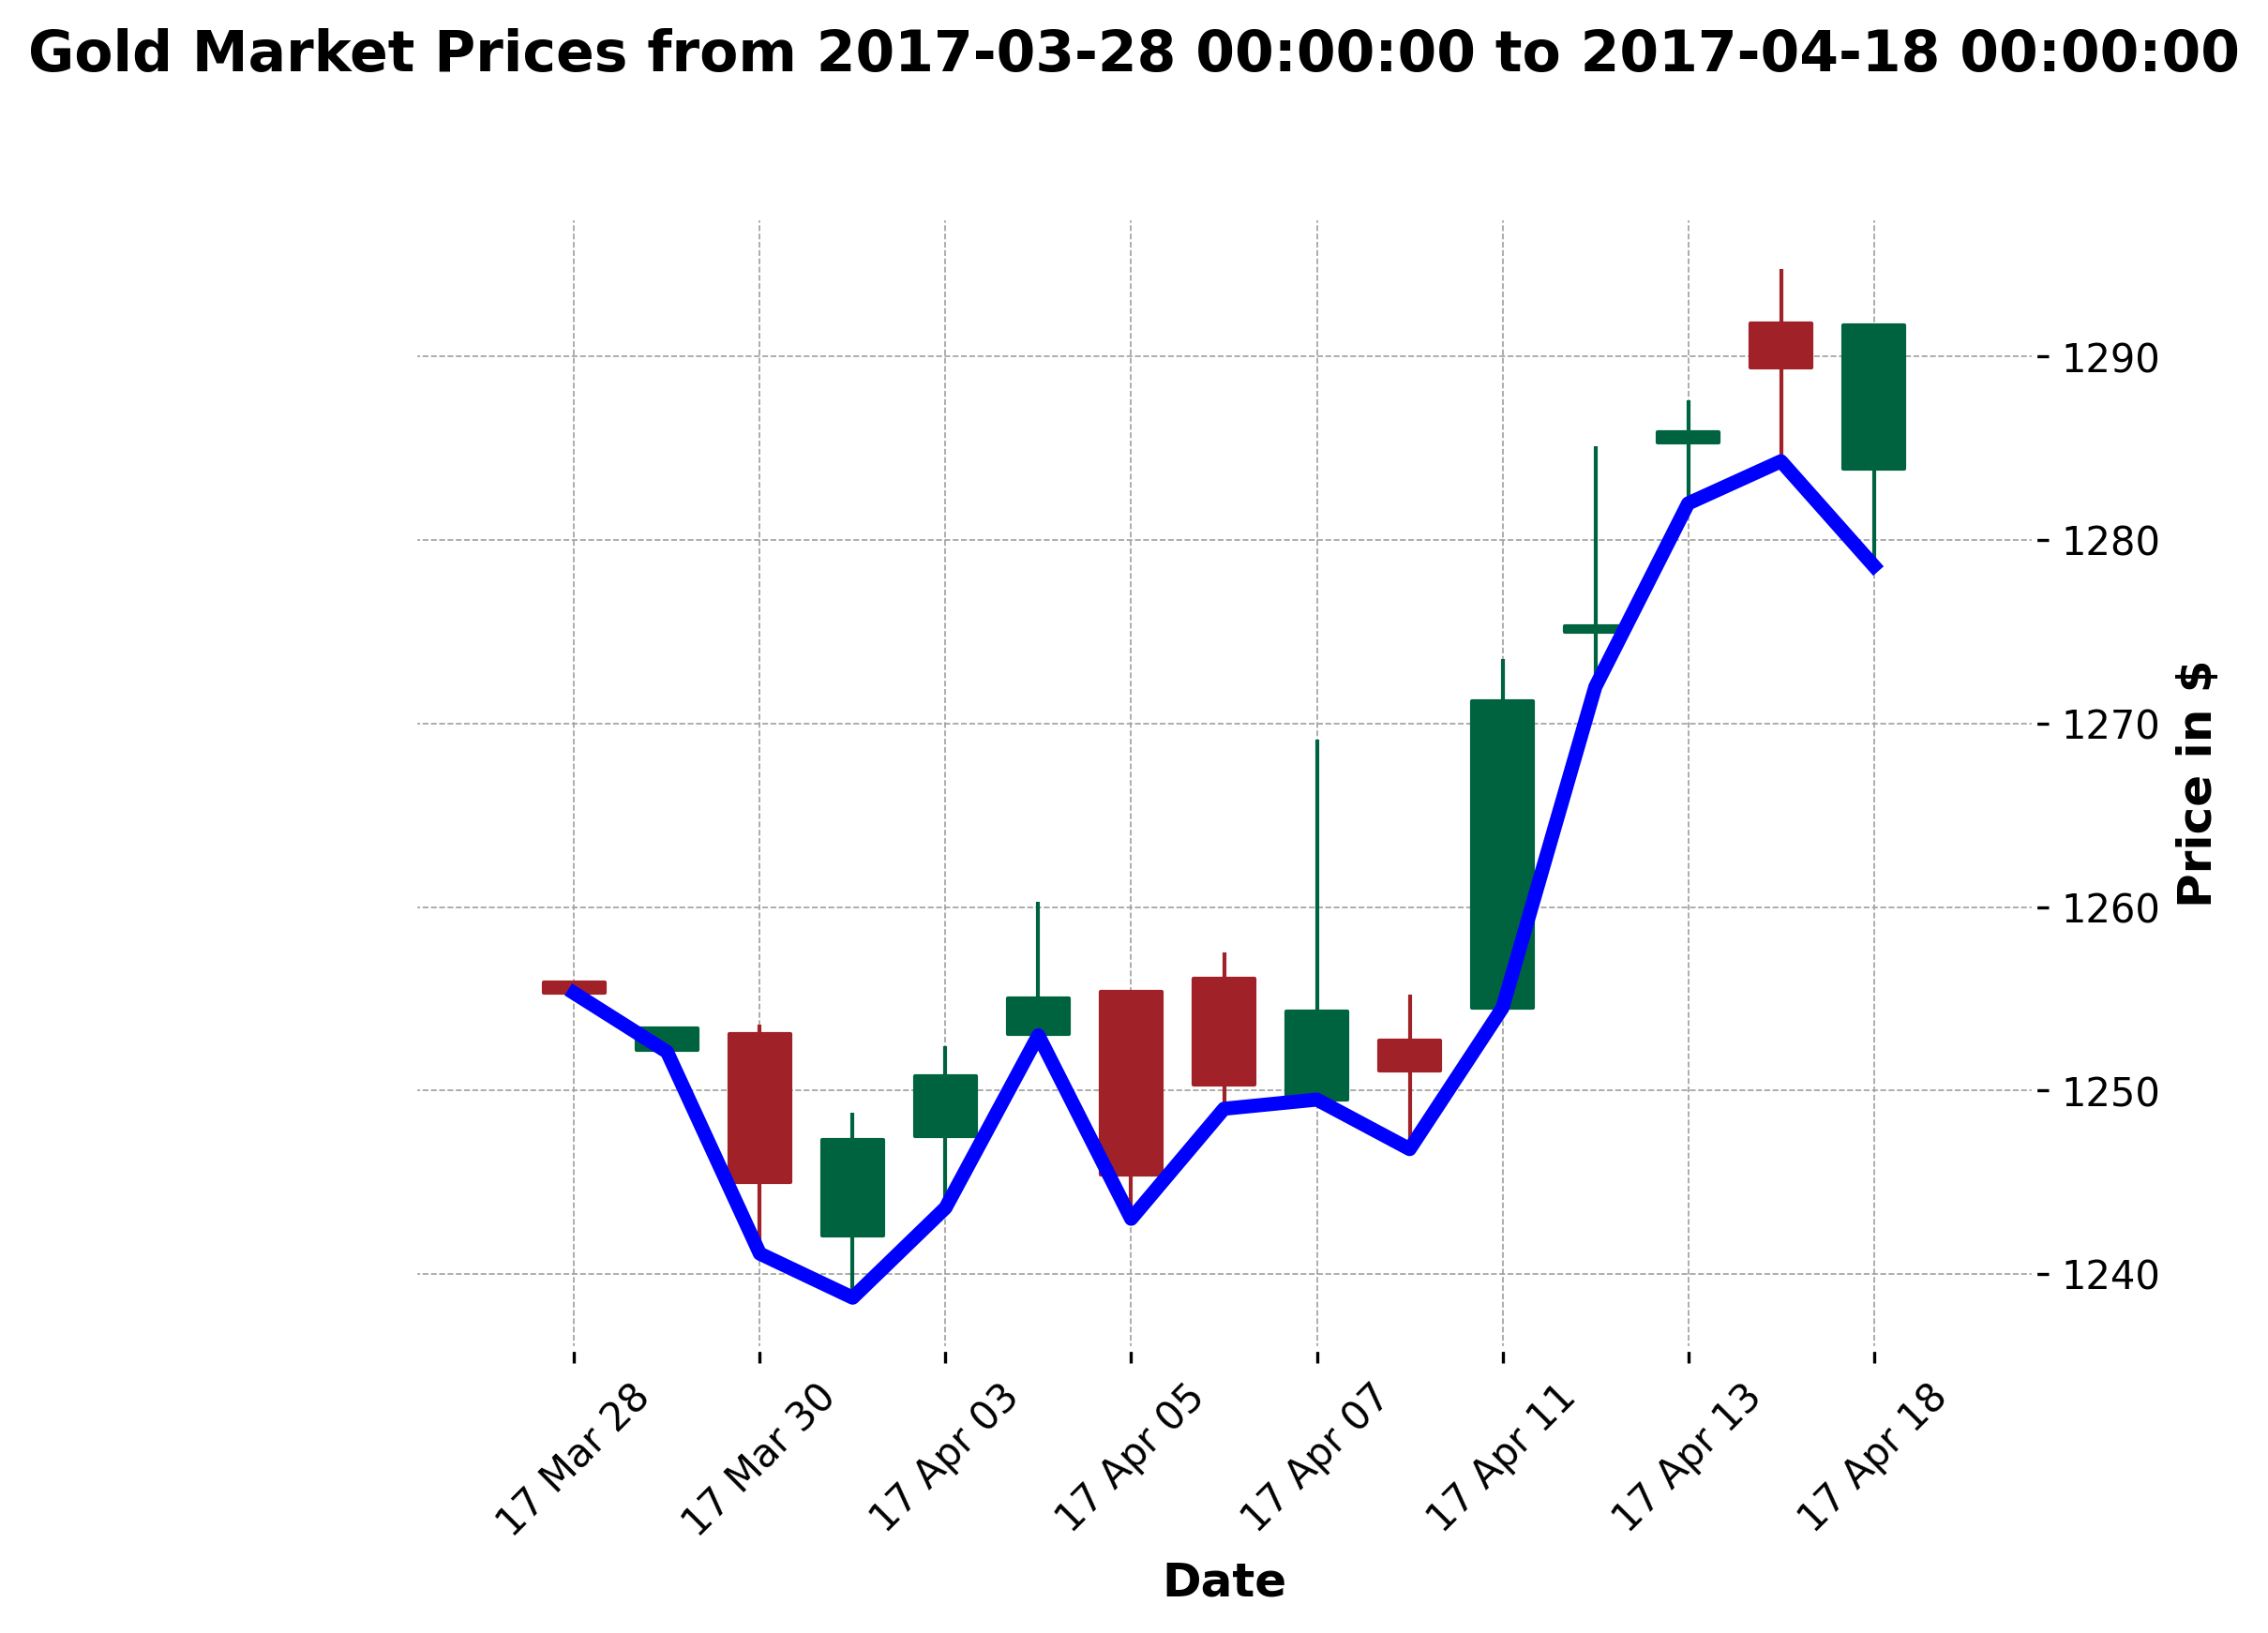 Gold Market Prices from 2017-03-28 00:00:00 to 2017-04-18 00:00:00
1290
1280
1270
1260
1250
1240
Price in $
17 Mar 28
17 Mar 30
17 Apr 03
17 Apr 05
17 Apr 07
17 Apr 11
17 Apr 13
17 Apr 18
Date